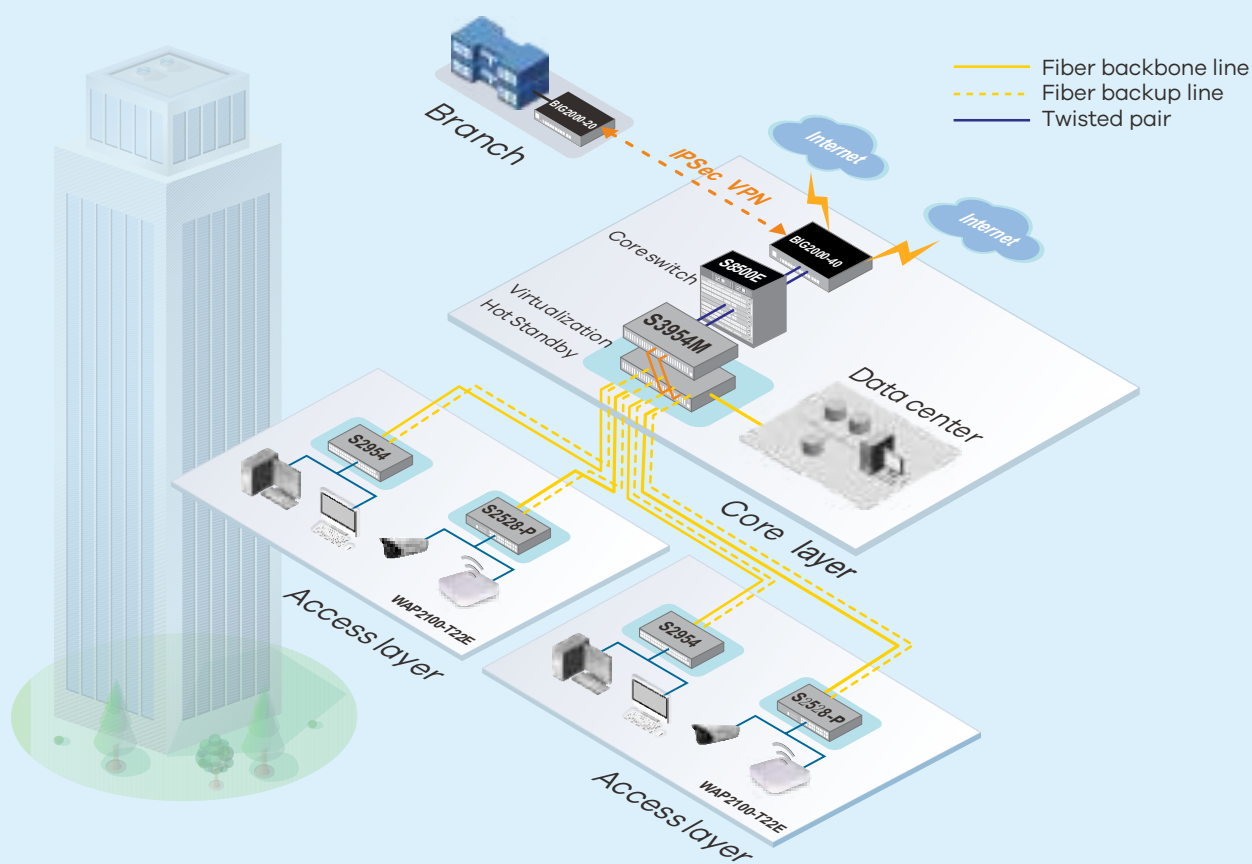 Fiber backbone line
Fiber backup line
Twisted pair
BIG2000-20
Branch
IPSec VPN
Internet
Internet
BIG2000-40
Core switch
S8500E
Virtualization
Hot Standby
S3954M
Data center
Core layer
S2954
S2528-P
WAP2100-T22E
Access layer
S2954
S2528-P
WAP2100-T22E
Access layer